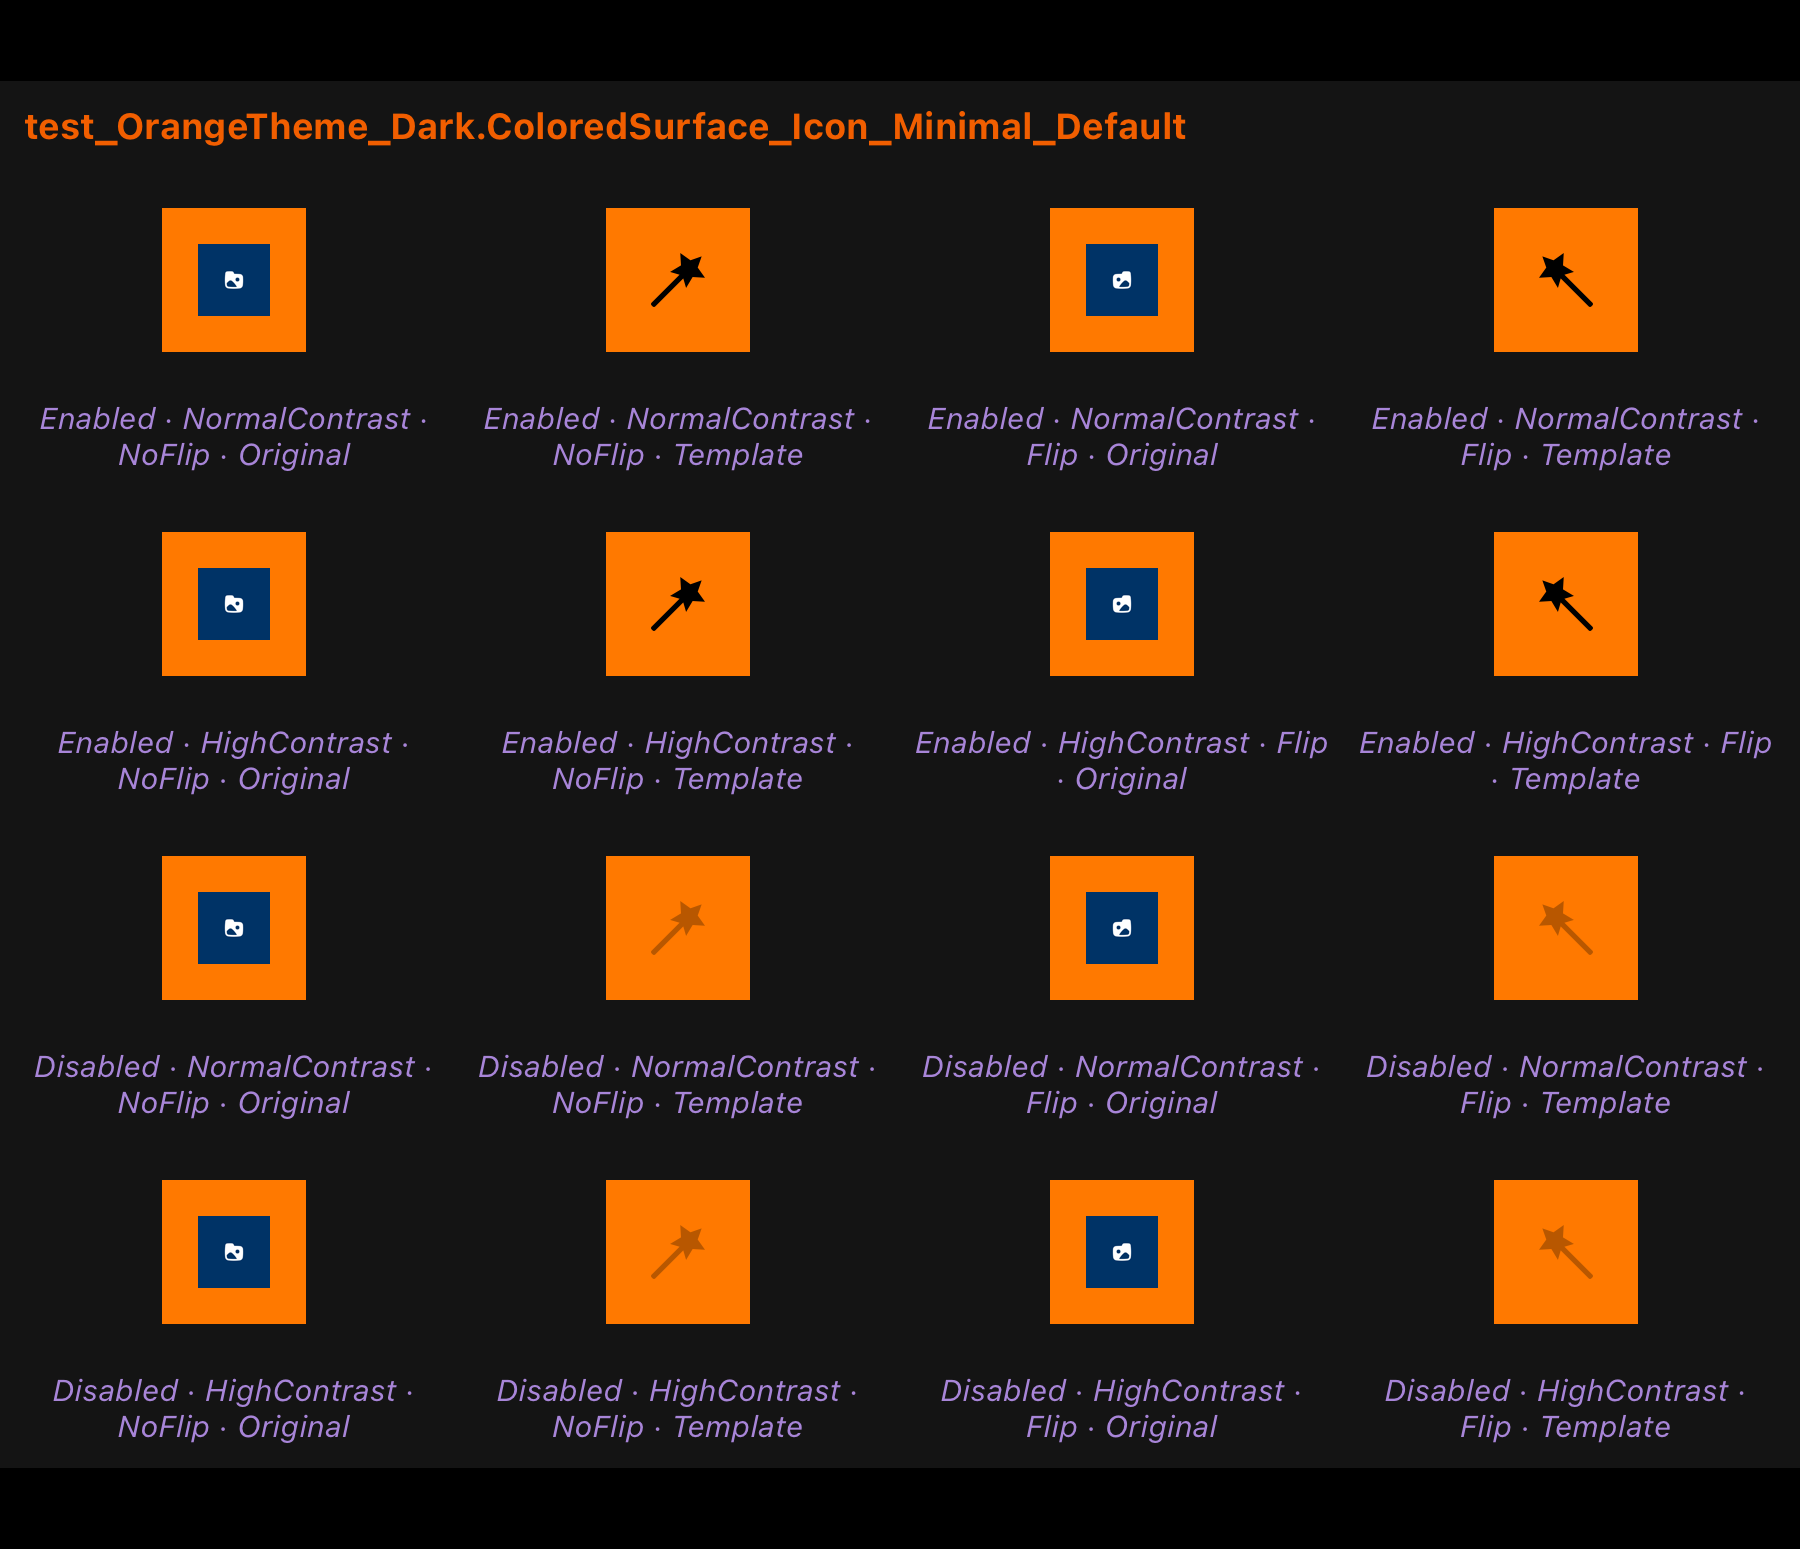 test_OrangeTheme_Dark.ColoredSurface_Icon_Minimal_Default
Enabled · NormalContrast ·
NoFlip · Original
Enabled · NormalContrast ·
NoFlip · Template
Enabled · NormalContrast ·
Flip · Original
Enabled · NormalContrast ·
Flip · Template
Enabled · HighContrast ·
NoFlip · Original
Enabled · HighContrast ·
NoFlip · Template
Enabled · HighContrast · Flip
· Original
Enabled · HighContrast · Flip
· Template
Disabled · NormalContrast ·
NoFlip · Original
Disabled · NormalContrast ·
NoFlip · Template
Disabled · NormalContrast ·
Flip · Original
Disabled · NormalContrast ·
Flip · Template
Disabled · HighContrast ·
NoFlip · Original
Disabled · HighContrast ·
NoFlip · Template
Disabled · HighContrast ·
Flip · Original
Disabled · HighContrast ·
Flip · Template